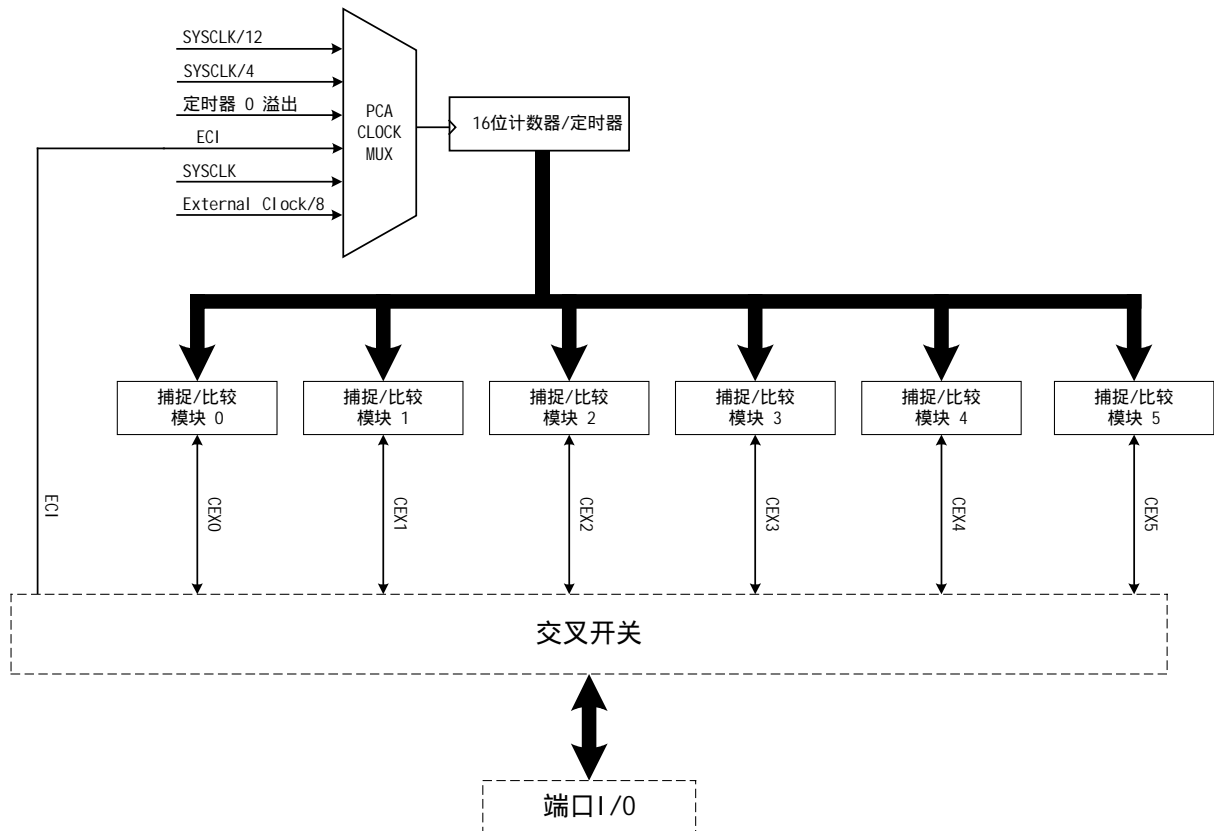 SYSCLK/12
SYSCLK/4
定时器 0 溢出
ECI
SYSCLK
External Clock/8
PCA
CLOCK
MUX
16位计数器/定时器
捕捉/比较
模块 0
捕捉/比较
模块 1
捕捉/比较
模块 2
捕捉/比较
模块 3
捕捉/比较
模块 4
捕捉/比较
模块 5
ECI
CEX0
CEX1
CEX2
CEX3
CEX4
CEX5
交叉开关
端口I/O